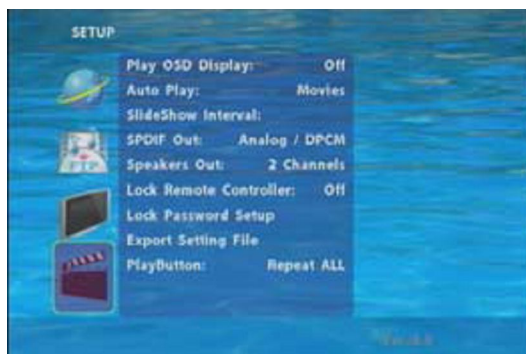 SETUP
Play OSD Display: Off
Auto Play: Movies
SlideShow Interval:
SPDIF Out: Analog / DPCM
Speakers Out: 2 Channels
Lock Remote Controller: Off
Lock Password Setup
Export Setting File
PlayButton: Repeat ALL
FTP